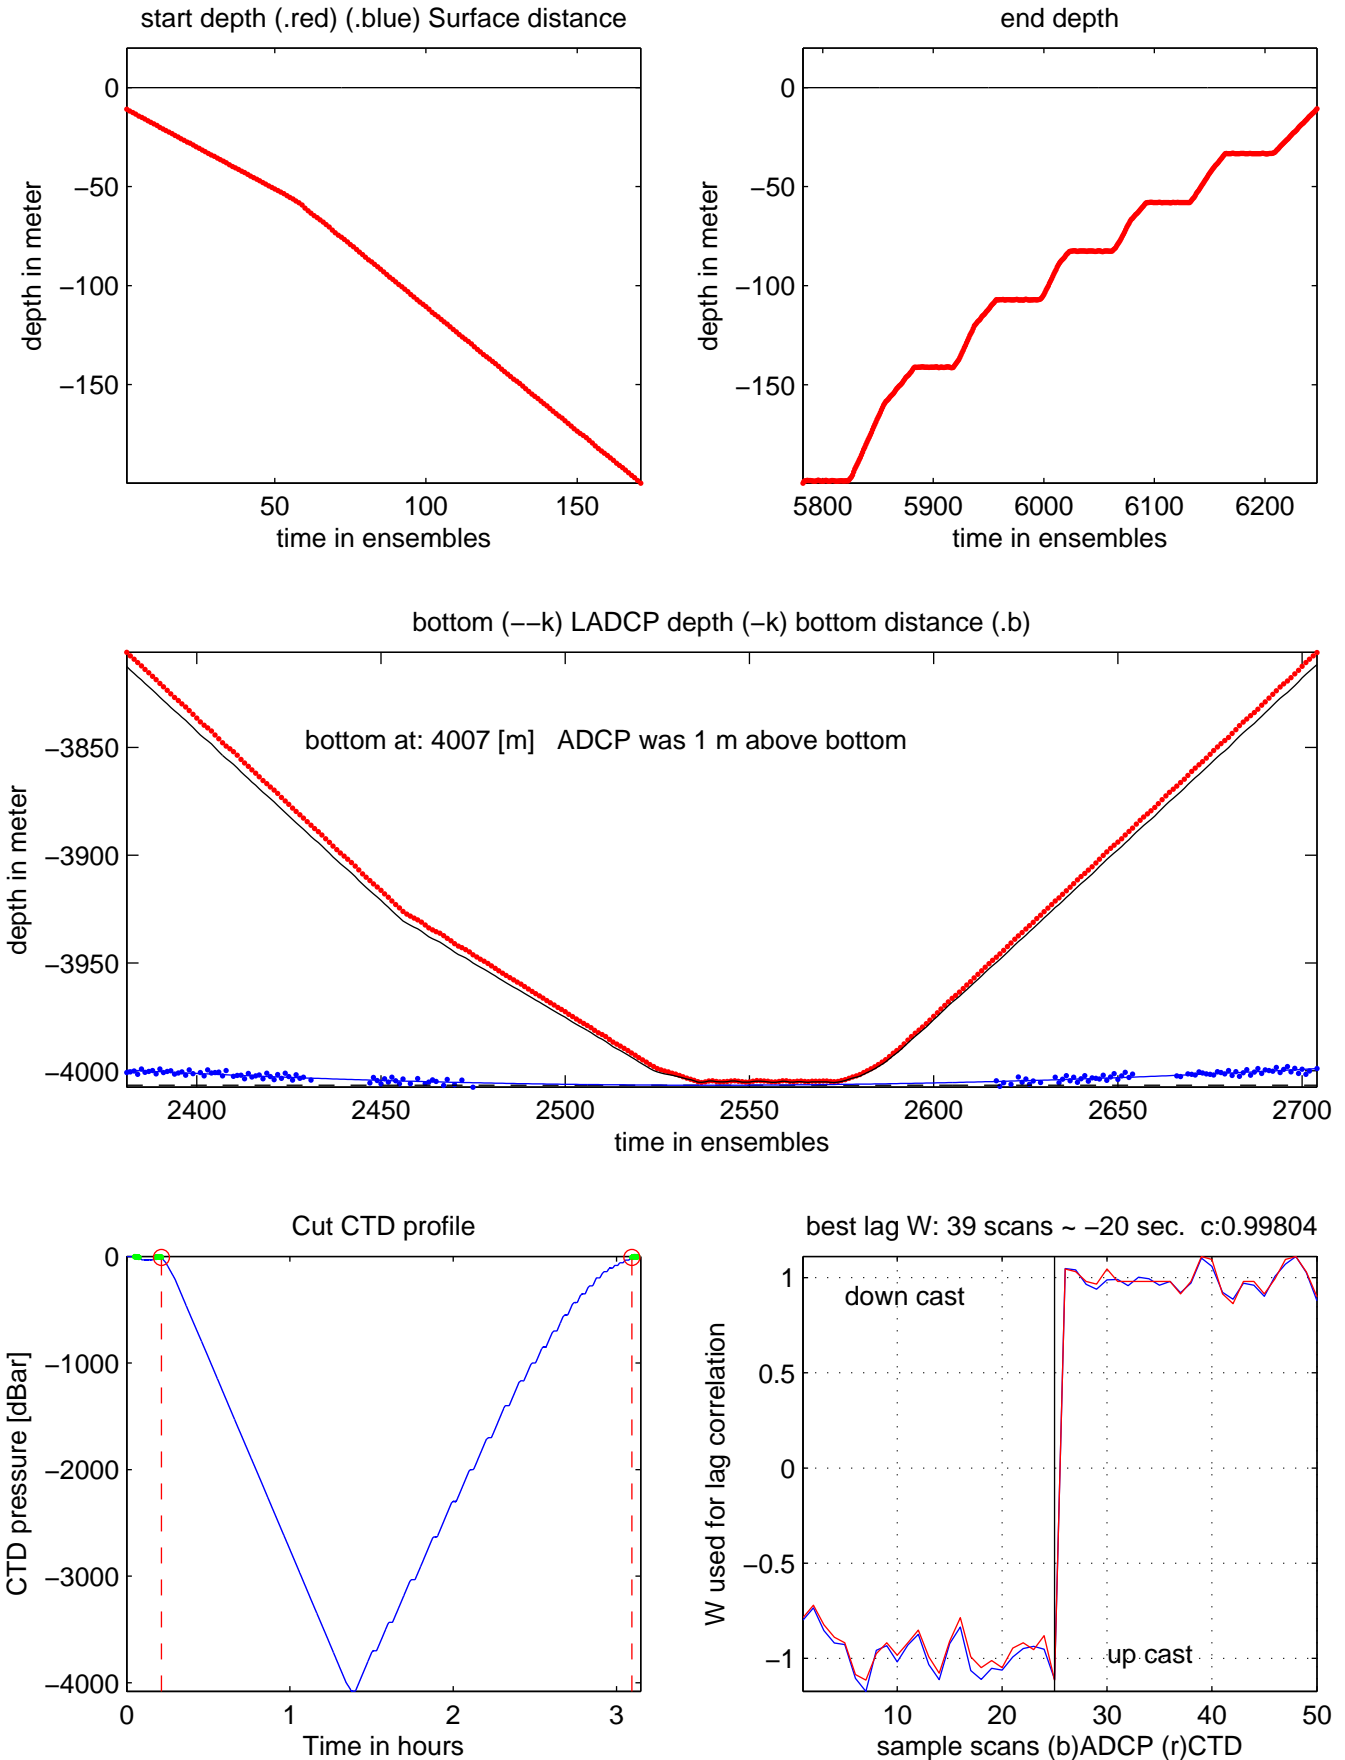 start depth (.red) (.blue) Surface distance
0
−50
−100
−150
depth in meter
50 100 150
time in ensembles
end depth
0
−50
−100
−150
depth in meter
5800 5900 6000 6100 6200
time in ensembles
bottom (−−k) LADCP depth (−k) bottom distance (.b)
bottom at: 4007 [m] ADCP was 1 m above bottom
−3850
−3900
−3950
−4000
depth in meter
2400 2450 2500 2550 2600 2650 2700
time in ensembles
Cut CTD profile
0
−1000
−2000
−3000
−4000
CTD pressure [dBar]
0 1 2 3
Time in hours
best lag W: 39 scans ~ −20 sec. c:0.99804
down cast
up cast
1
0.5
0
−0.5
−1
W used for lag correlation
10 20 30 40 50
sample scans (b)ADCP (r)CTD